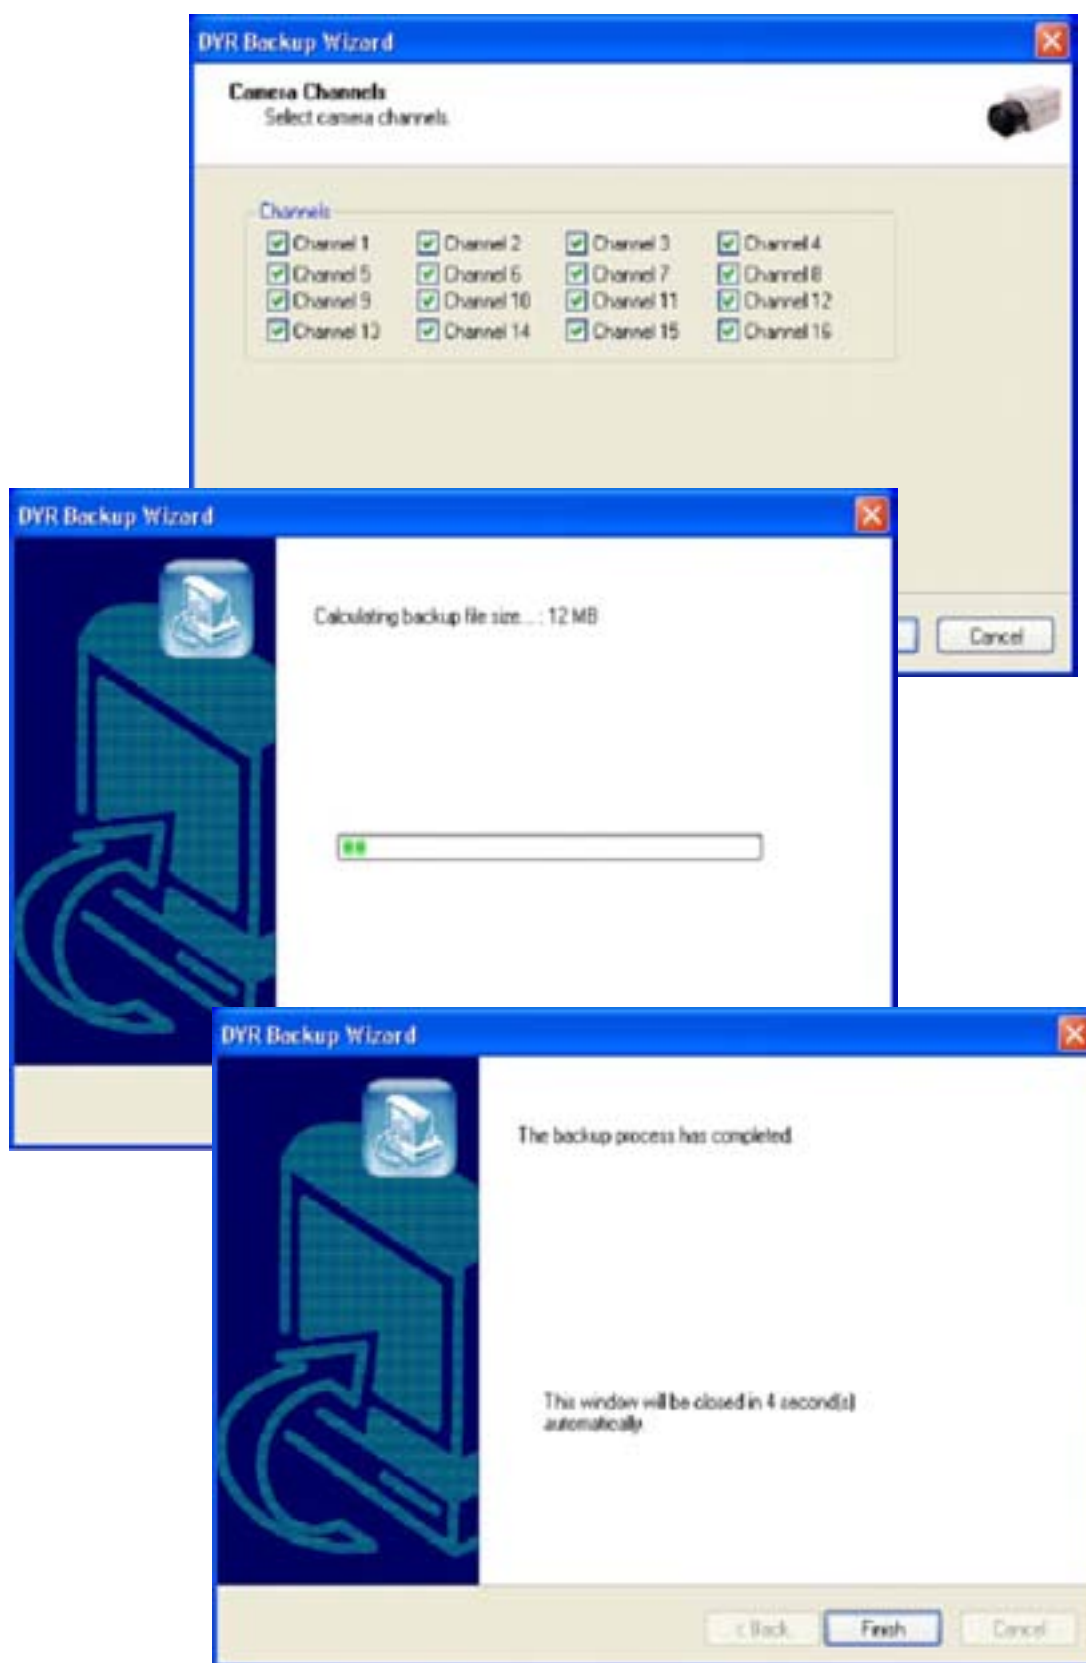 DVR Backup Wizard
Camera Channels
Select camera channels.
Channels
Channel 1 Channel 2 Channel 3 Channel 4
Channel 5 Channel 6 Channel 7 Channel 8
Channel 9 Channel 10 Channel 11 Channel 12
Channel 13 Channel 14 Channel 15 Channel 16
Cancel
DVR Backup Wizard
Calculating backup file size... : 12 MB
DVR Backup Wizard
The backup process has completed.
This window will be closed in 4 second(s)
automatically.
< Back Finish Cancel